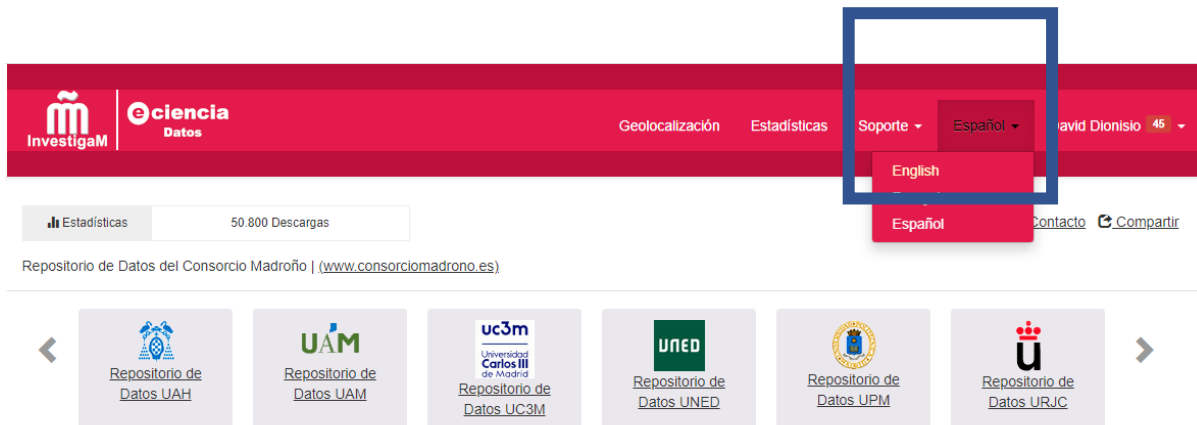 InvestigaM
eciencia
Datos
Geolocalización
Estadísticas
Soporte
Español
David Dionisio 45
English
Español
Estadísticas
50.800 Descargas
Contacto
Compartir
Repositorio de Datos del Consorcio Madroño | (www.consorciomadrono.es)
Repositorio de
Datos UAH
UAM
Repositorio de
Datos UAM
uc3m
Universidad
Carlos III
de Madrid
Repositorio de
Datos UC3M
UNED
Repositorio de
Datos UNED
Repositorio de
Datos UPM
Repositorio de
Datos URJC